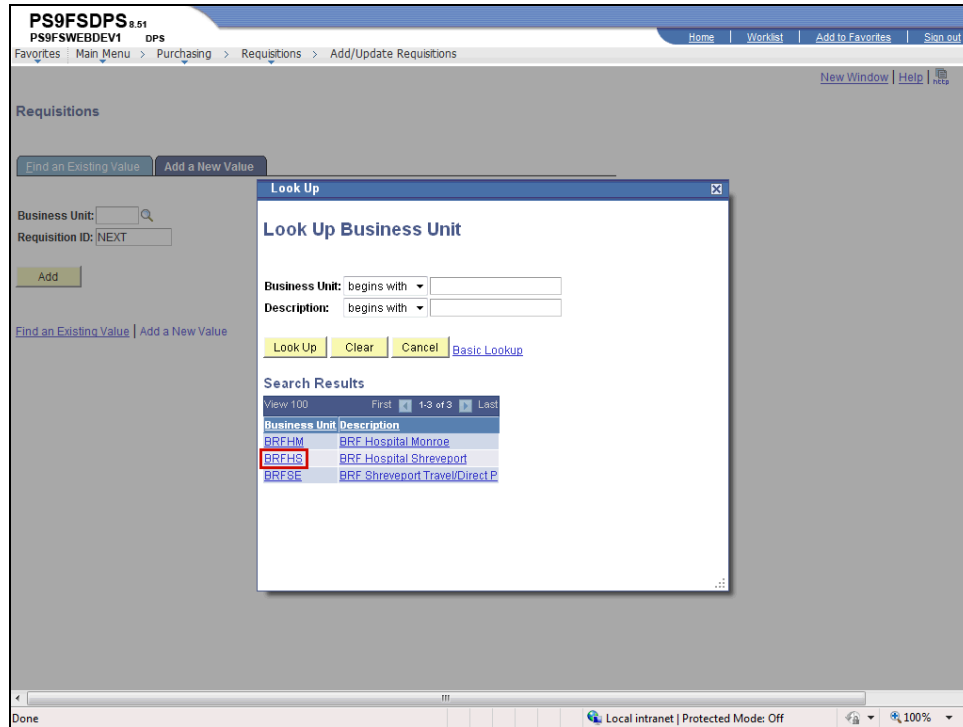 PS9FSDPS 8.51
PS9FSWEBDEV1 DPS
Home | Worklist | Add to Favorites | Sign out
Favorites Main Menu > Purchasing > Requisitions > Add/Update Requisitions
New Window | Help | http
Requisitions
Find an Existing Value Add a New Value
Look Up
Business Unit:
Requisition ID: NEXT
Add
Find an Existing Value | Add a New Value
Look Up Business Unit
Business Unit: begins with
Description: begins with
Look Up Clear Cancel Basic Lookup
Search Results
View 100 First 1-3 of 3 Last
Business Unit Description
BRFHM BRF Hospital Monroe
BRFHS BRF Hospital Shreveport
BRFSE BRF Shreveport Travel/Direct P
Done Local intranet | Protected Mode: Off 100%